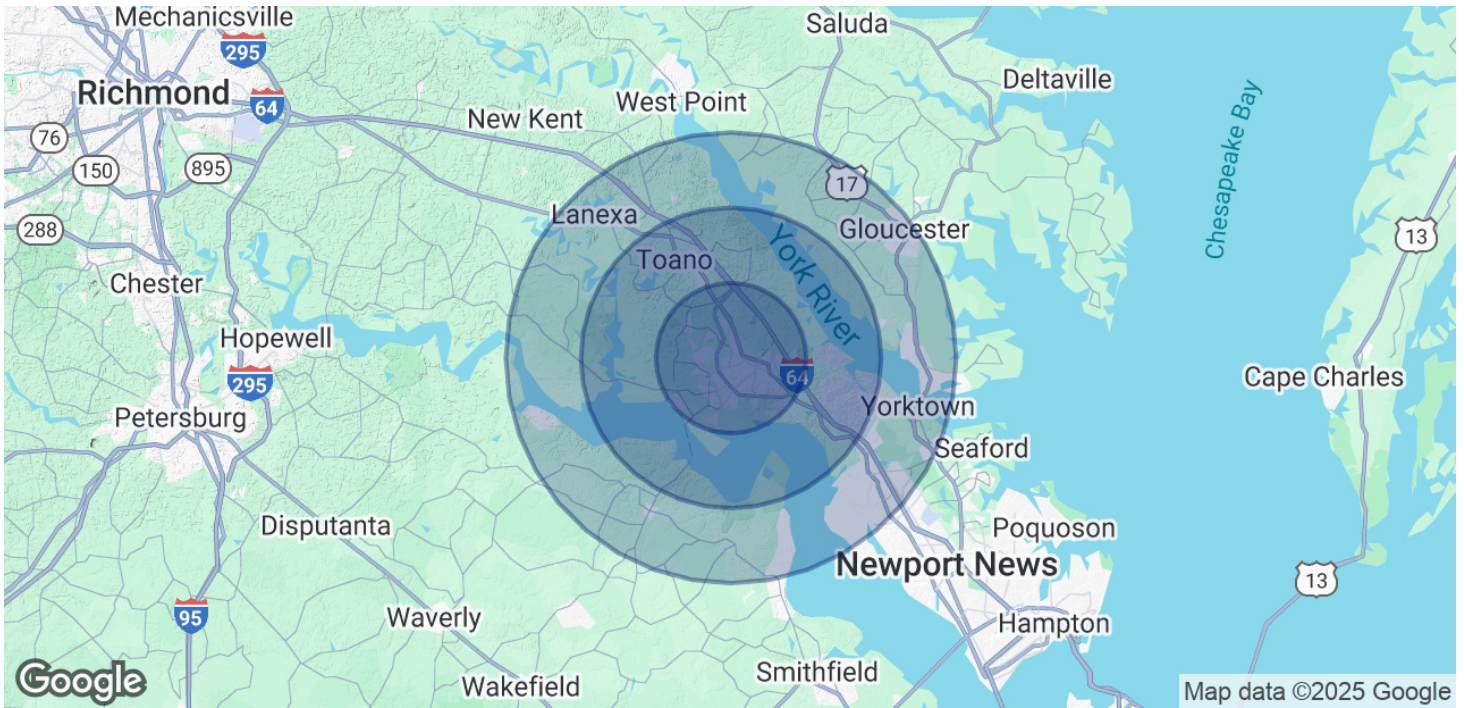 Mechanicsville
Saluda
295
Deltaville
Richmond
64
West Point
New Kent
Chesapeake Bay
76
150
895
17
Lanexa
Gloucester
288
13
York River
Toano
Chester
Hopewell
295
64
Cape Charles
Petersburg
Yorktown
Seaford
Disputanta
Poquoson
Newport News
13
95
Waverly
Hampton
Smithfield
Google
Wakefield
Map data ©2025 Google